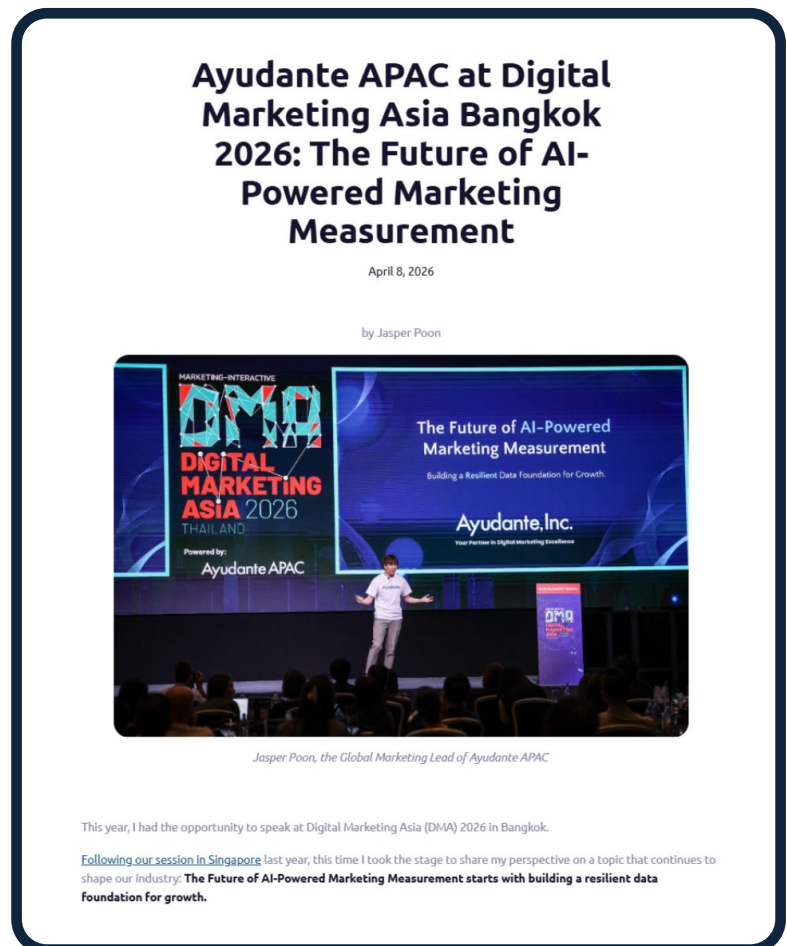 Ayudante APAC at Digital
Marketing Asia Bangkok
2026: The Future of AI-
Powered Marketing
Measurement
April 8, 2026
by Jasper Poon
MARKETING-INTERACTIVE
DMA
DIGITAL
MARKETING
ASIA 2026
THAILAND
Powered by:
Ayudante APAC
The Future of AI-Powered
Marketing Measurement
Building a Resilient Data Foundation for Growth.
Ayudante,Inc.
Your Partner in Digital Marketing Excellence
Ayudante
DMA
DIGITAL
MARKETING
ASIA 2026
Jasper Poon, the Global Marketing Lead of Ayudante APAC
This year, I had the opportunity to speak at Digital Marketing Asia (DMA) 2026 in Bangkok.
Following our session in Singapore last year, this time I took the stage to share my perspective on a topic that continues to
shape our industry: The Future of AI-Powered Marketing Measurement starts with building a resilient data
foundation for growth.